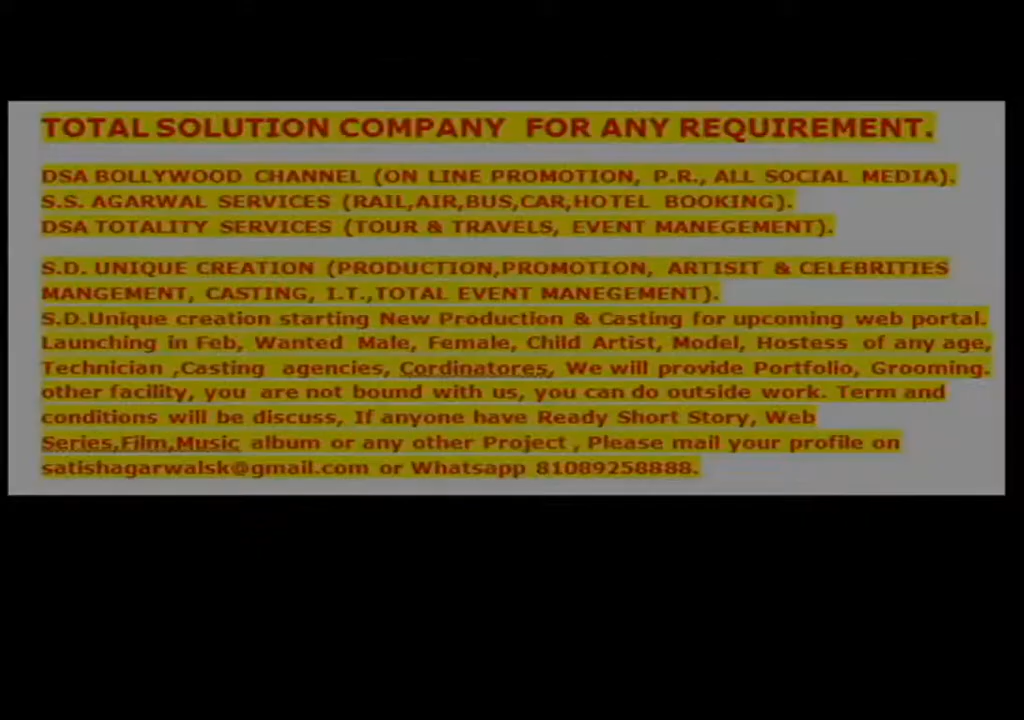 TOTAL SOLUTION COMPANY FOR ANY REQUIREMENT.
DSA BOLLYWOOD CHANNEL (ON LINE PROMOTION, P.R., ALL SOCIAL MEDIA).
S.S. AGARWAL SERVICES (RAIL,AIR,BUS,CAR,HOTEL BOOKING).
DSA TOTALITY SERVICES (TOUR & TRAVELS, EVENT MANEGEMENT).
S.D. UNIQUE CREATION (PRODUCTION,PROMOTION, ARTISIT & CELEBRITIES
MANGEMENT, CASTING, I.T.,TOTAL EVENT MANEGEMENT).
S.D.Unique creation starting New Production & Casting for upcoming web portal.
Launching in Feb, Wanted Male, Female, Child Artist, Model, Hostess of any age,
Technician ,Casting agencies, Cordinatores, We will provide Portfolio, Grooming.
other facility, you are not bound with us, you can do outside work. Term and
conditions will be discuss, If anyone have Ready Short Story, Web
Series,Film,Music album or any other Project , Please mail your profile on
satishagarwalsk@gmail.com or Whatsapp 81089258888.